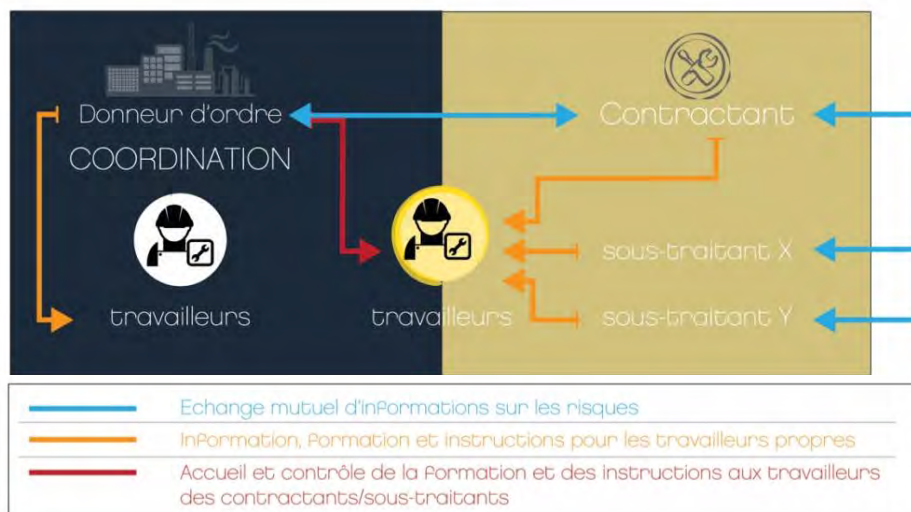 Donneur d'ordre
Contractant
COORDINATION
sous-traitant X
travailleurs
travailleurs
sous-traitant Y
Echange mutuel d'informations sur les risques
Information, Formation et instructions pour les travailleurs propres
Accueil et contrôle de la Formation et des instructions aux travailleurs
des contractants/sous-traitants